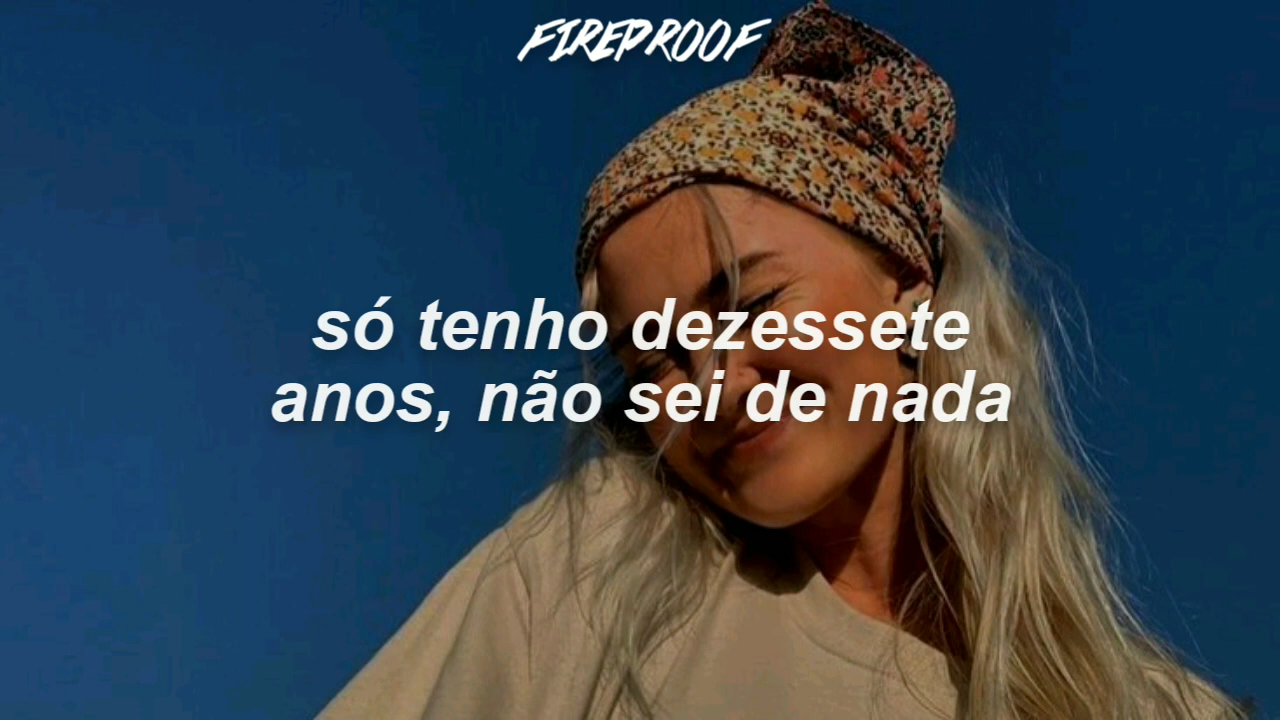 FIREPROOF
só tenho dezessete
anos, não sei de nada